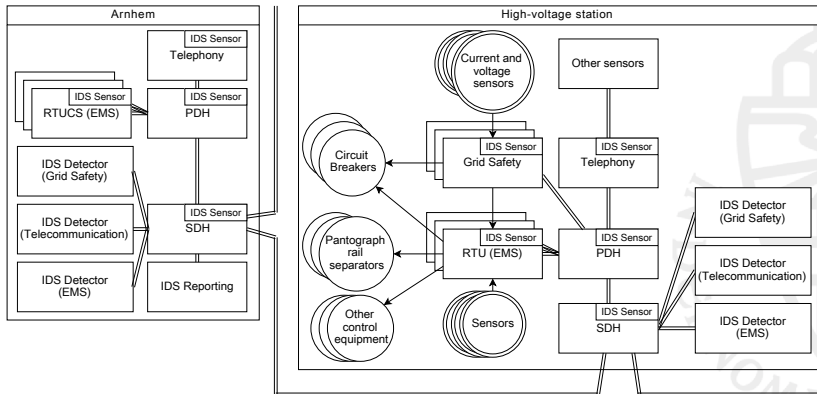 Arnhem
IDS Sensor
Telephony
IDS Sensor
RTUCS (EMS)
IDS Sensor
PDH
IDS Detector
(Grid Safety)
IDS Detector
(Telecommunication)
IDS Detector
(EMS)
IDS Sensor
SDH
IDS Reporting
High-voltage station
Current and
voltage
sensors
Other sensors
Circuit
Breakers
IDS Sensor
Grid Safety
IDS Sensor
Telephony
Pantograph
rail
separators
IDS Sensor
RTU (EMS)
IDS Sensor
PDH
Other
control
equipment
Sensors
IDS Sensor
SDH
IDS Detector
(Grid Safety)
IDS Detector
(Telecommunication)
IDS Detector
(EMS)